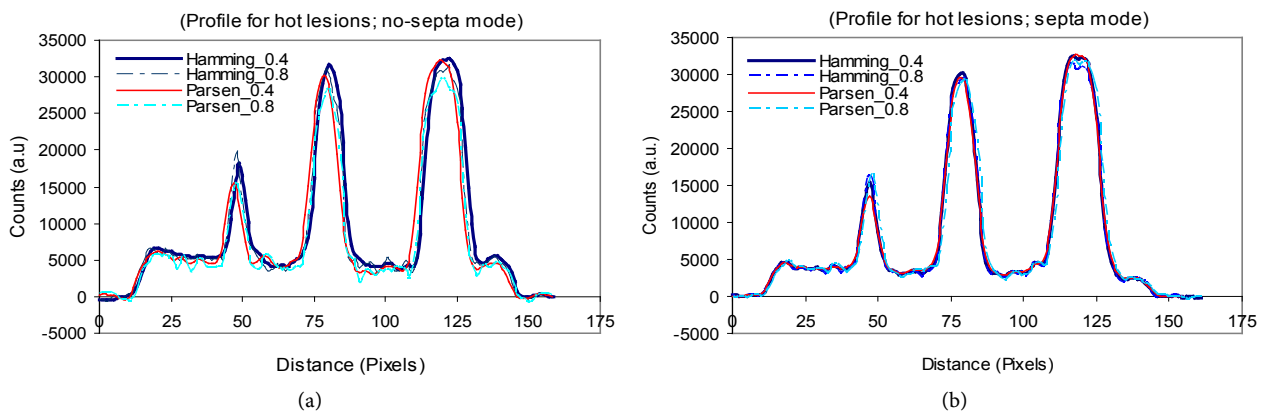 (Profile for hot lesions; no-septa mode)
35000
30000
25000
20000
15000
10000
5000
0
-5000
Counts (a.u)
Hamming_0.4
Hamming_0.8
Parsen_0.4
Parsen_0.8
0 25 50 75 100 125 150 175
Distance (Pixels)
(a)
(Profile for hot lesions; septa mode)
35000
30000
25000
20000
15000
10000
5000
0
-5000
Counts (a.u.)
Hamming_0.4
Hamming_0.8
Parsen_0.4
Parsen_0.8
0 25 50 75 100 125 150 175
Distance (Pixels)
(b)